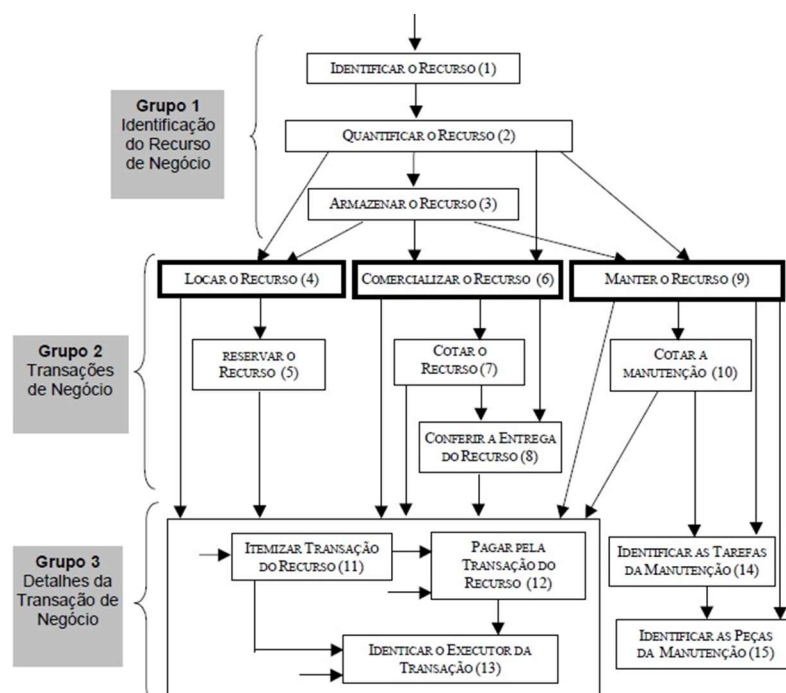 IDENTIFICAR O RECURSO (1)
Grupo 1
Identificação
do Recurso
de Negócio
QUANTIFICAR O RECURSO (2)
ARMAZENAR O RECURSO (3)
LOCAR O RECURSO (4)
COMERCIALIZAR O RECURSO (6)
MANTER O RECURSO (9)
Grupo 2
Transações
de Negócio
RESERVAR O
RECURSO (5)
COTAR O
RECURSO (7)
COTAR A
MANUTENÇÃO (10)
CONFERIR A ENTREGA
DO RECURSO (8)
Grupo 3
Detalhes da
Transação de
Negócio
ITEMIZAR TRANSAÇÃO
DO RECURSO (11)
PAGAR PELA
TRANSAÇÃO DO
RECURSO (12)
IDENTIFICAR AS TAREFAS
DA MANUTENÇÃO (14)
IDENTICAR O EXECUTOR DA
TRANSAÇÃO (13)
IDENTIFICAR AS PEÇAS
DA MANUTENÇÃO (15)